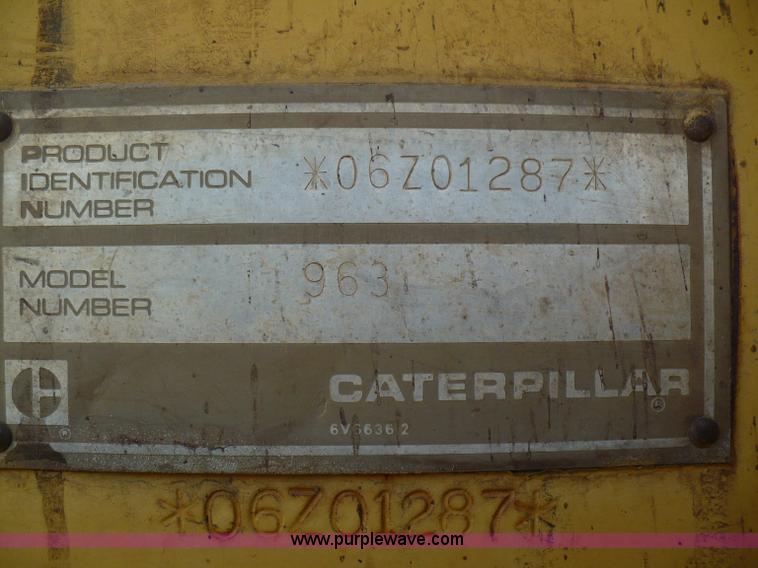 PRODUCT
IDENTIFICATION
NUMBER
*06Z01287*
MODEL
NUMBER
963
CATERPILLAR
®
®
6V6636 2
*06Z01287*
www.purplewave.com